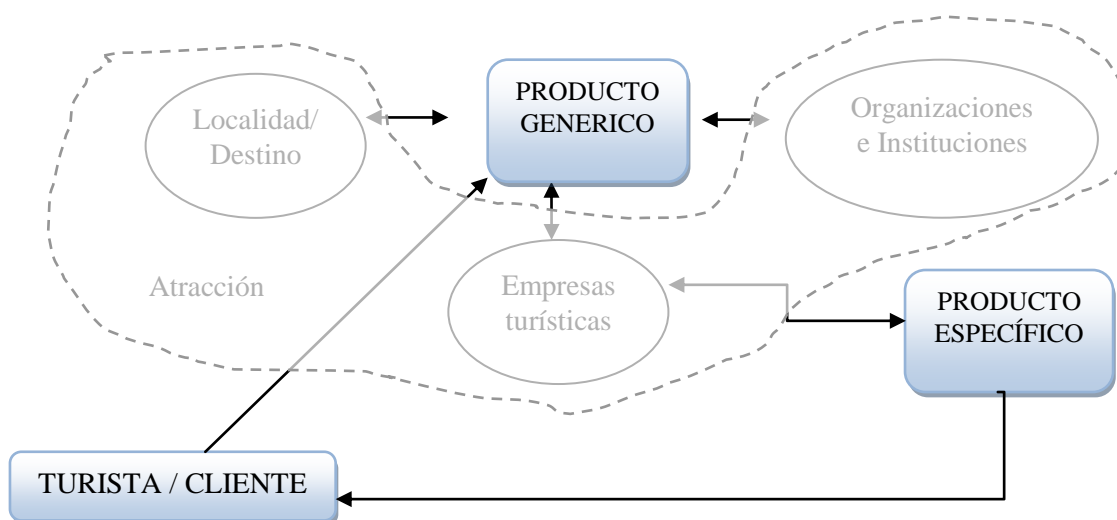 PRODUCTO
GENERICO
Localidad/
Destino
Organizaciones
e Instituciones
Atracción
Empresas
turísticas
PRODUCTO
ESPECÍFICO
TURISTA / CLIENTE